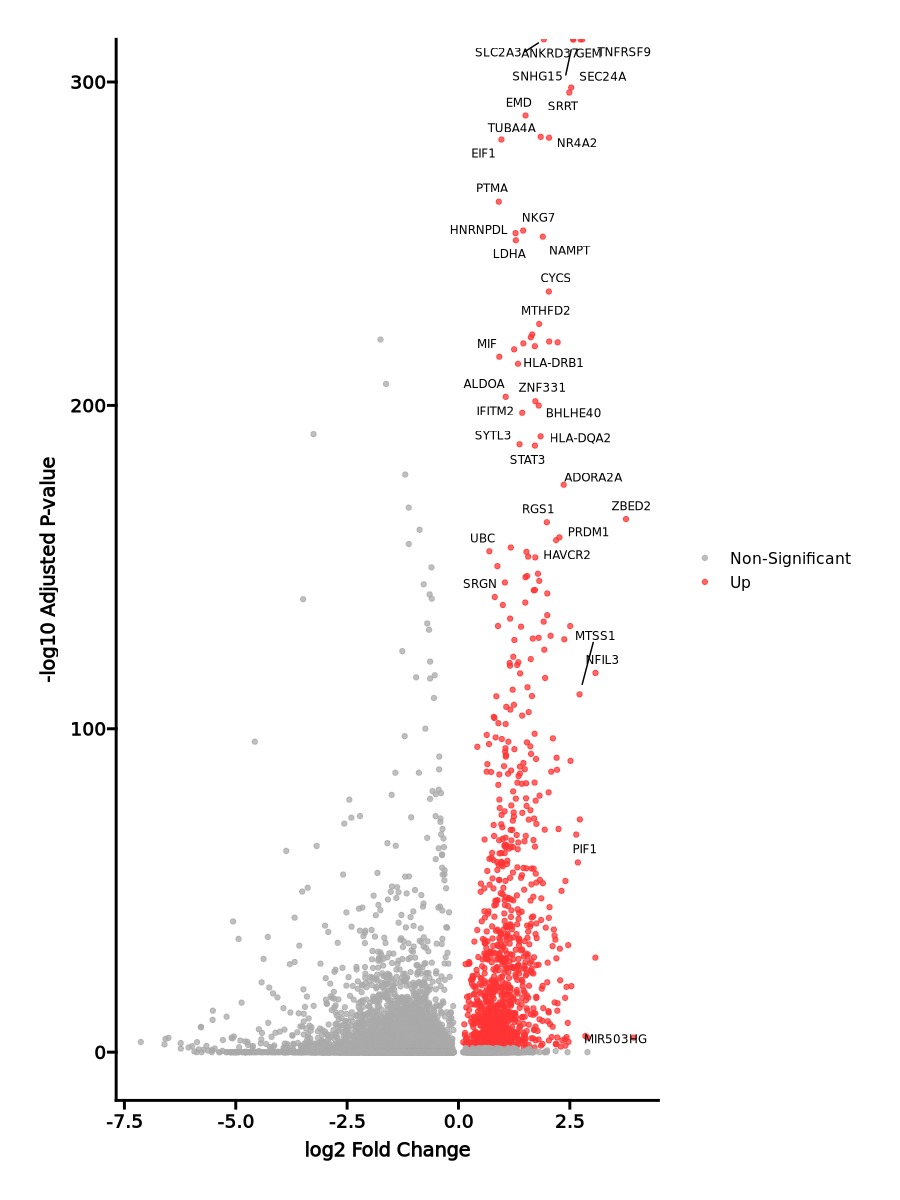 SLC2A3
ANKRD37
GEM
TNFRSF9
SNHG15
SEC24A
EMD
SRRT
TUBA4A
NR4A2
EIF1
PTMA
NKG7
HNRNPDL
LDHA
NAMPT
CYCS
MTHFD2
MIF
HLA-DRB1
ALDOA
ZNF331
IFITM2
BHLHE40
SYTL3
HLA-DQA2
STAT3
ADORA2A
RGS1
ZBED2
UBC
PRDM1
HAVCR2
SRGN
MTSS1
NFIL3
PIF1
MIR503HG
300
200
100
0
-log10 Adjusted P-value
-7.5
-5.0
-2.5
0.0
2.5
log2 Fold Change
Non-Significant
Up